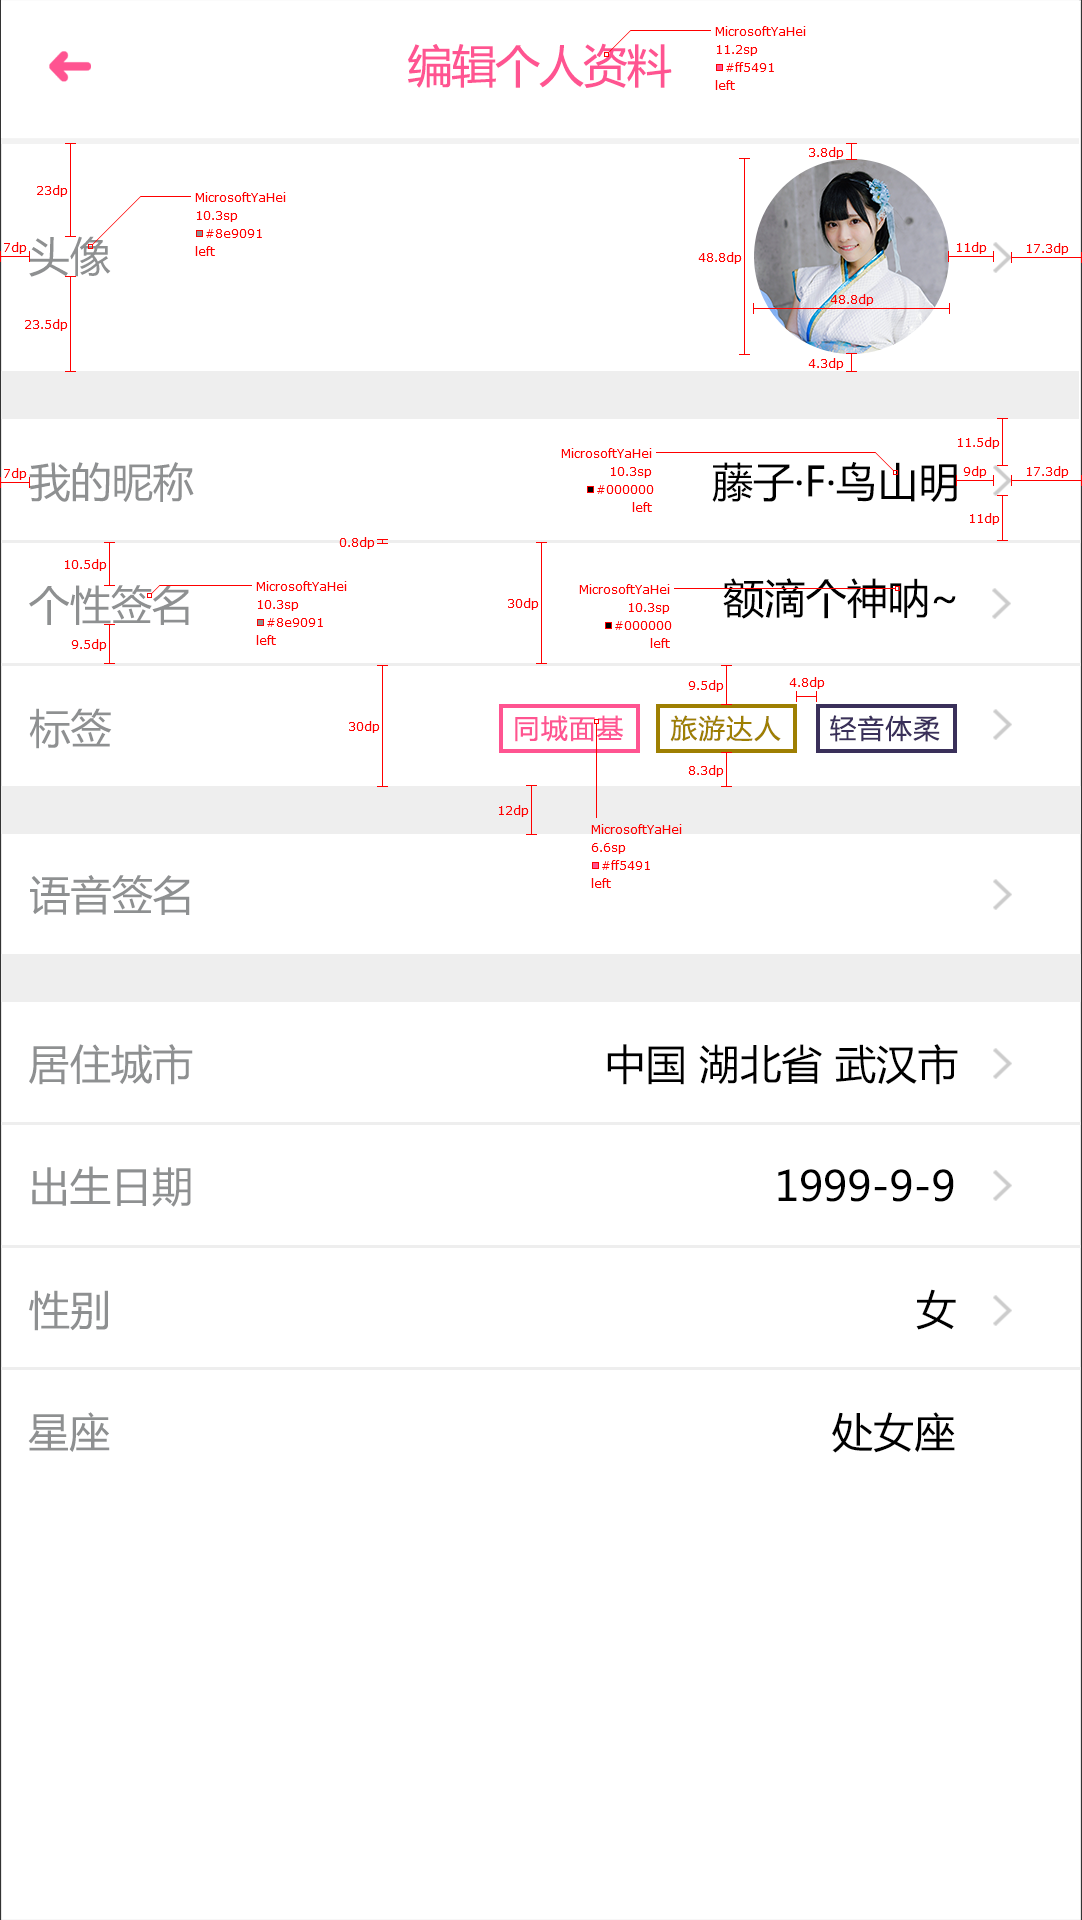 编辑个人资料
MicrosoftYaHei
11.2sp
#ff5491
left
3.8dp
23dp
MicrosoftYaHei
10.3sp
#8e9091
left
7dp
头像
48.8dp
11dp
17.3dp
48.8dp
23.5dp
4.3dp
11.5dp
MicrosoftYaHei
10.3sp
#000000
left
7dp
我的昵称
藤子·F·鸟山明
9dp
17.3dp
11dp
0.8dp
10.5dp
个性签名
MicrosoftYaHei
10.3sp
#8e9091
left
30dp
MicrosoftYaHei
10.3sp
#000000
left
额滴个神呐~
9.5dp
9.5dp
4.8dp
标签
30dp
同城面基
旅游达人
轻音体柔
8.3dp
12dp
MicrosoftYaHei
6.6sp
#ff5491
left
语音签名
居住城市
中国 湖北省 武汉市
出生日期
1999-9-9
性别
女
星座
处女座